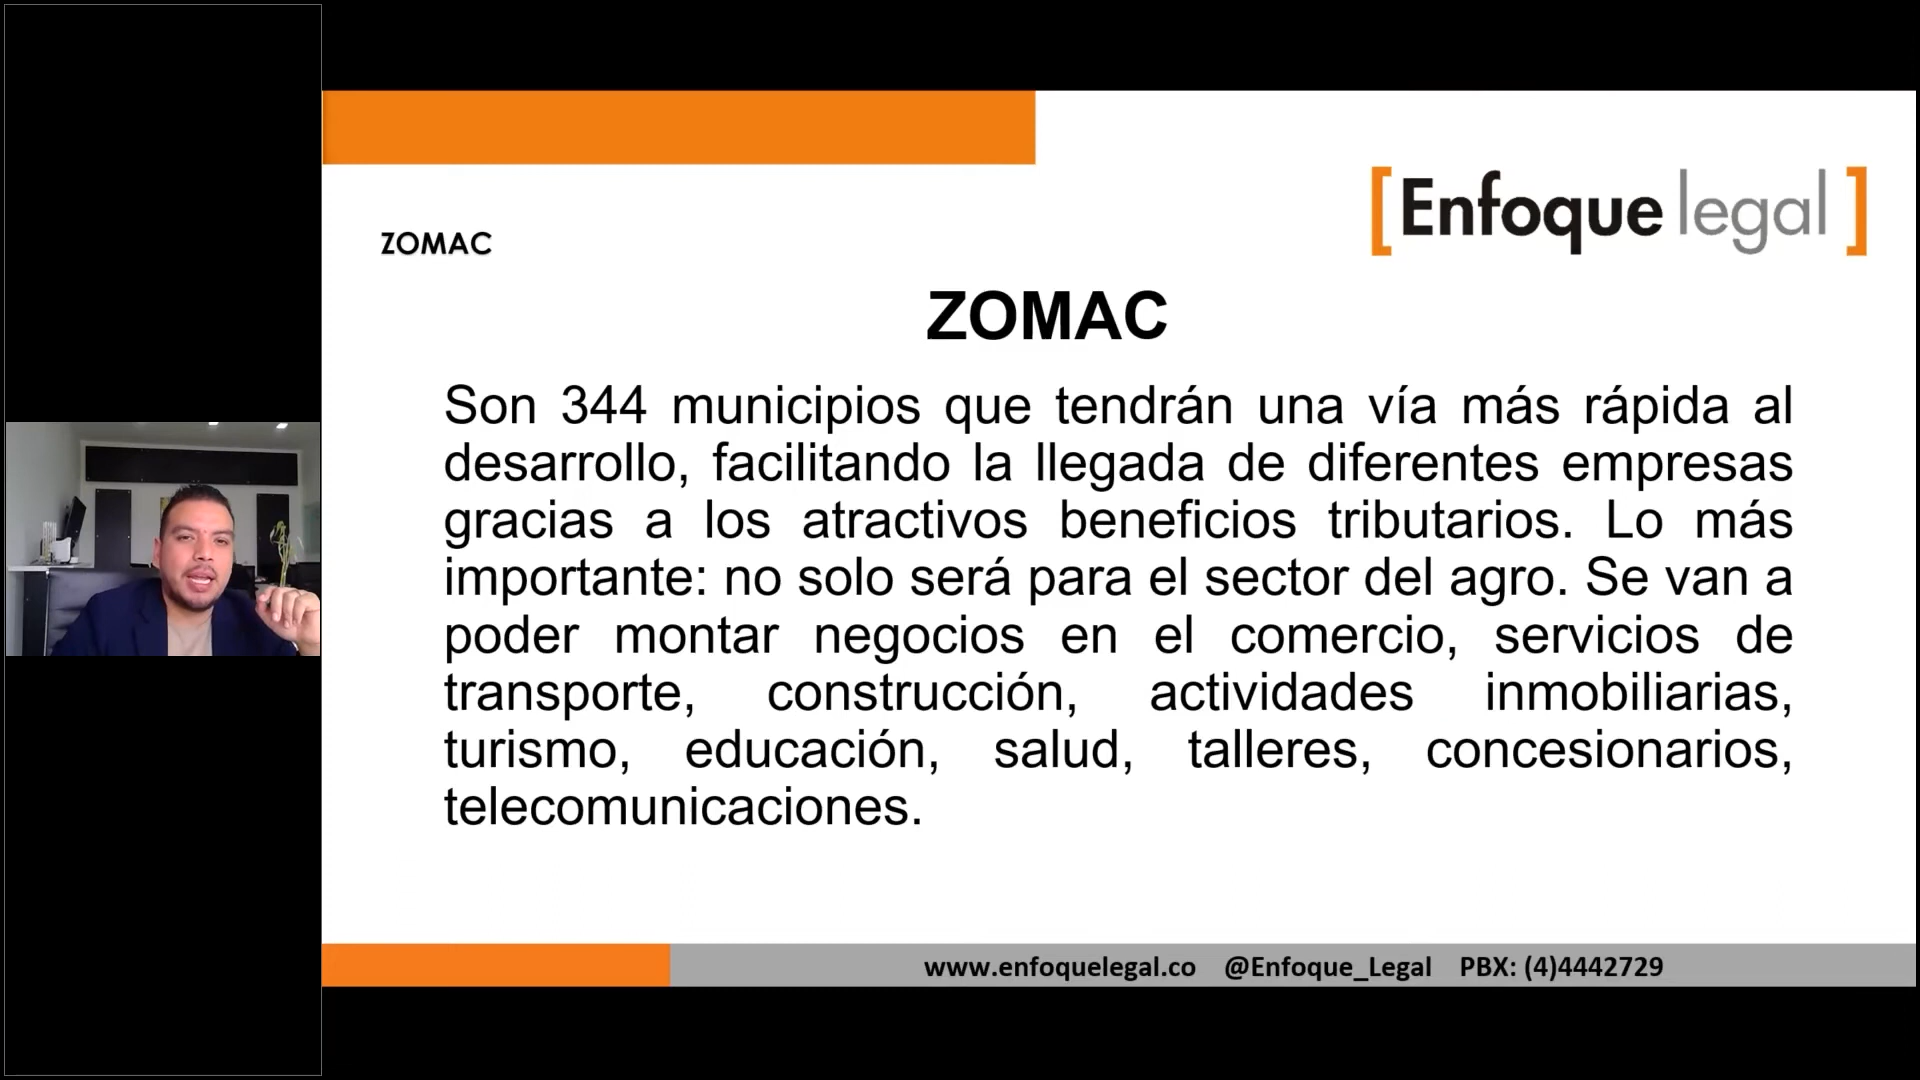 [Enfoque legal]
ZOMAC
ZOMAC
Son 344 municipios que tendrán una vía más rápida al
desarrollo, facilitando la llegada de diferentes empresas
gracias a los atractivos beneficios tributarios. Lo más
importante: no solo será para el sector del agro. Se van a
poder montar negocios en el comercio, servicios de
transporte, construcción, actividades inmobiliarias,
turismo, educación, salud, talleres, concesionarios,
telecomunicaciones.
www.enfoquelegal.co @Enfoque_Legal PBX: (4)4442729